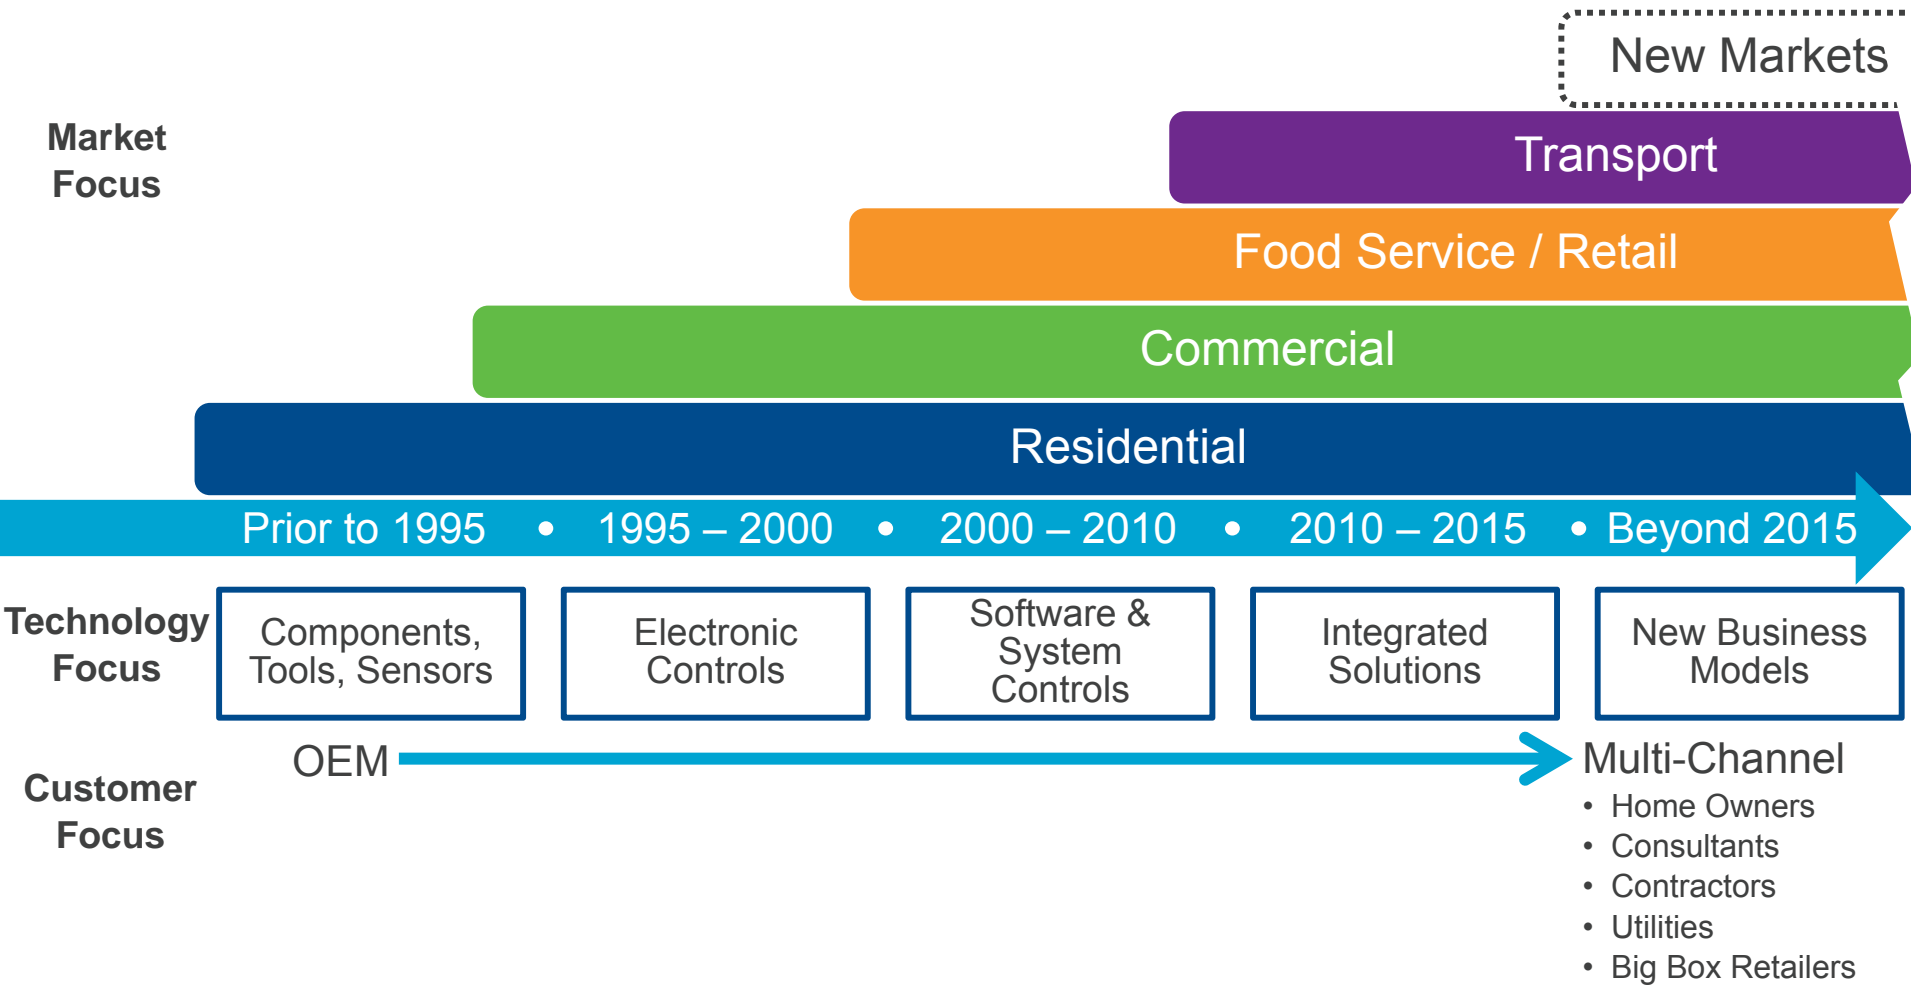 New Markets
Market
Focus
Transport
Food Service / Retail
Commercial
Residential
Prior to 1995 • 1995 – 2000 • 2000 – 2010 • 2010 – 2015 • Beyond 2015
Technology
Focus
Components,
Tools, Sensors
Electronic
Controls
Software &
System
Controls
Integrated
Solutions
New Business
Models
Customer
Focus
OEM
Multi-Channel
• Home Owners
• Consultants
• Contractors
• Utilities
• Big Box Retailers